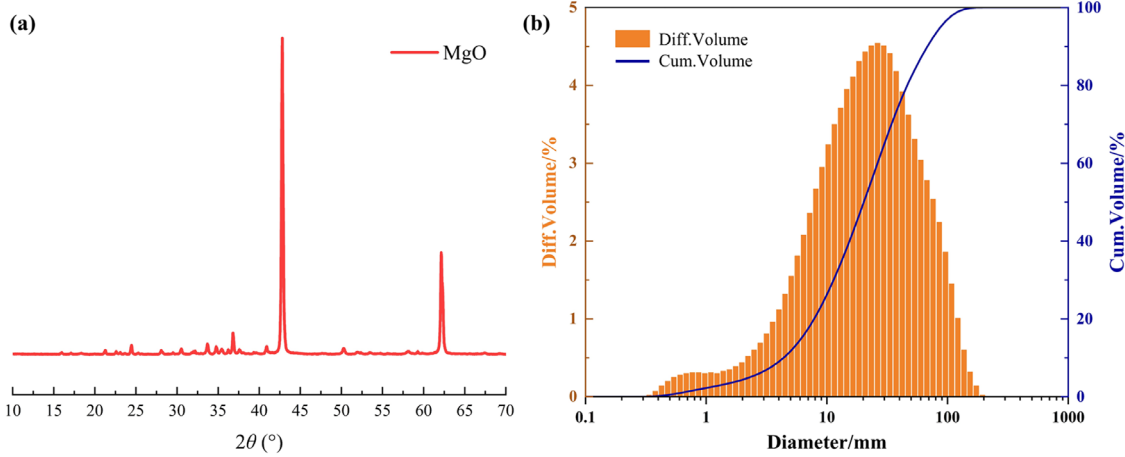 (a)
MgO
10 15 20 25 30 35 40 45 50 55 60 65 70
2θ (°)
(b)
Diff.Volume
Cum.Volume
5
4
3
2
1
0
Diff.Volume/%
100
80
60
40
20
0
Cum.Volume/%
0.1 1 10 100 1000
Diameter/mm